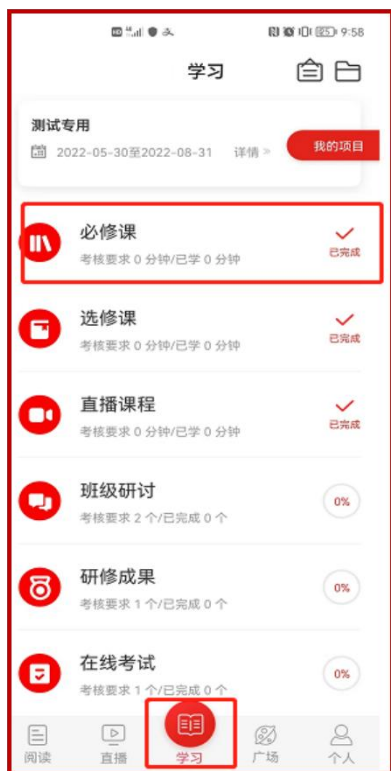 HD 4G 25 9:58
学习
测试专用
2022-05-30至2022-08-31 详情 »
我的项目
必修课
考核要求 0 分钟/已学 0 分钟
已完成
选修课
考核要求 0 分钟/已学 0 分钟
已完成
直播课程
考核要求 0 分钟/已学 0 分钟
已完成
班级研讨
考核要求 2 个/已完成 0 个
0%
研修成果
考核要求 1 个/已完成 0 个
0%
在线考试
考核要求 1 个/已完成 0 个
0%
阅读 直播 学习 广场 个人